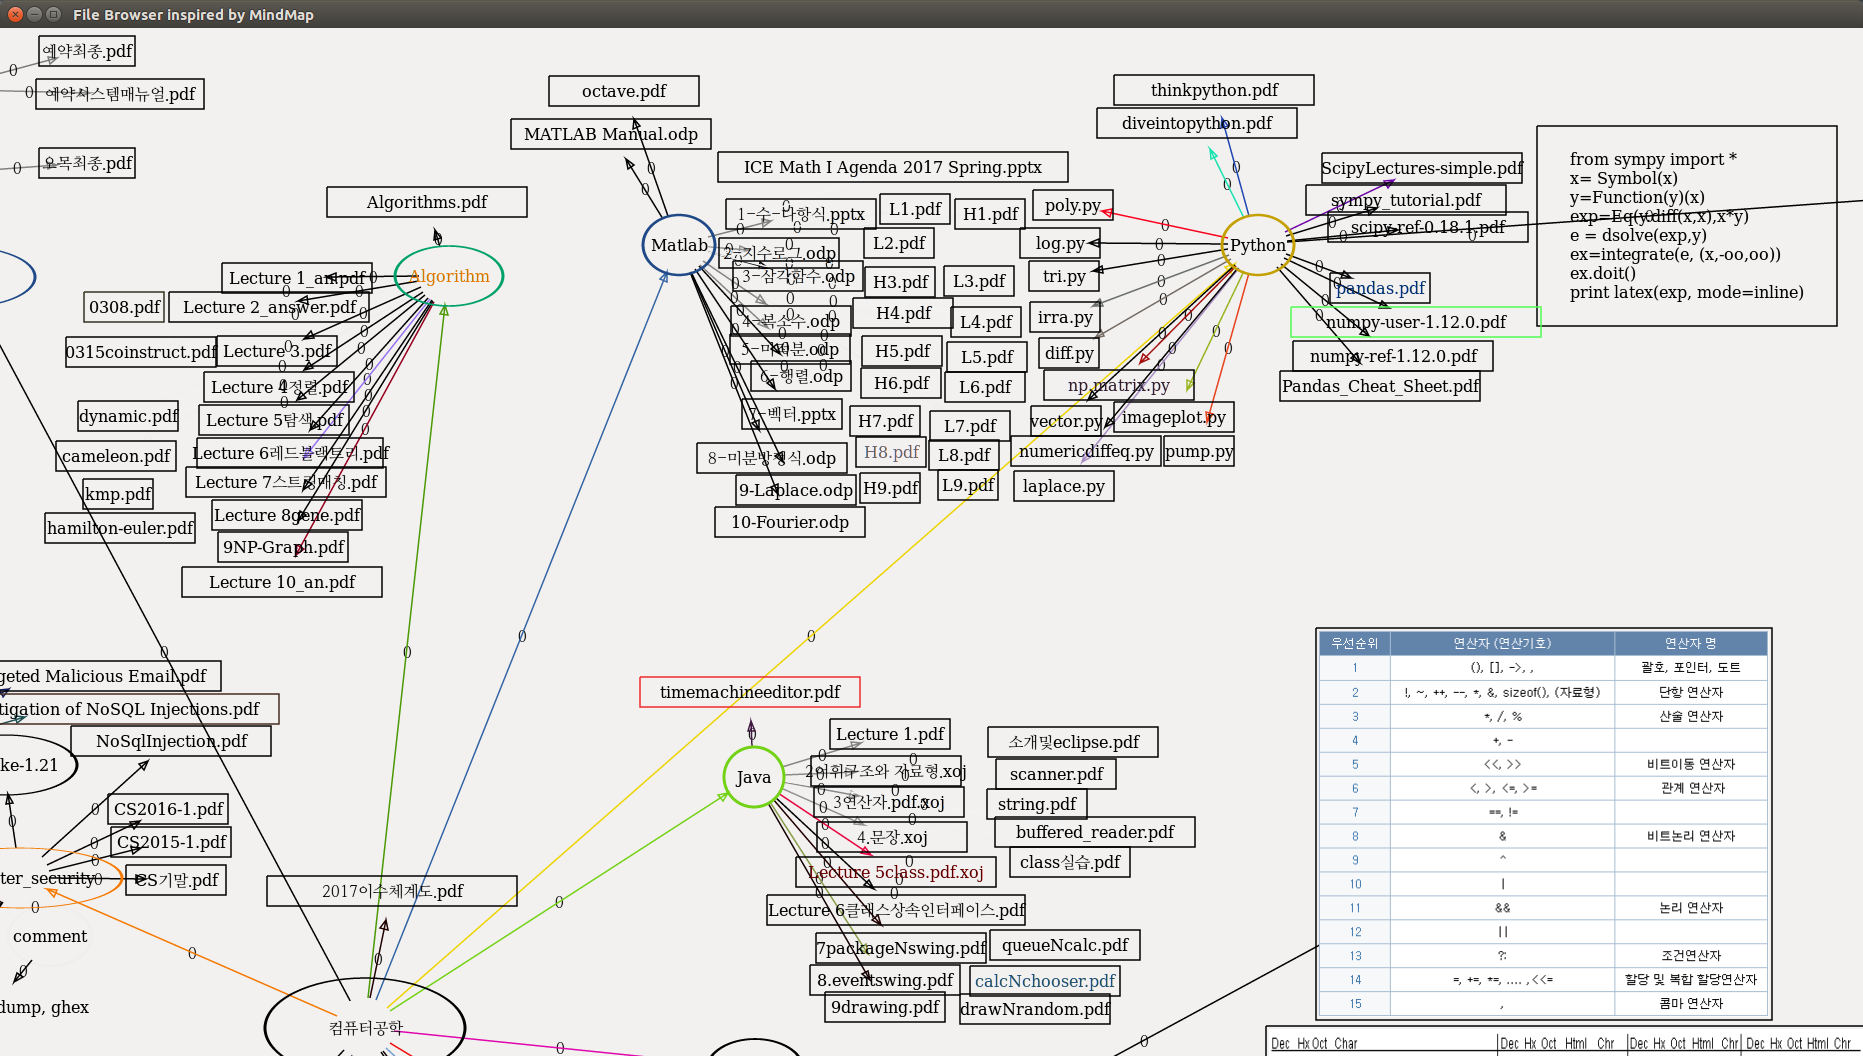 File Browser inspired by MindMap
예약최종.pdf
예약시스템매뉴얼.pdf
오목최종.pdf
octave.pdf
MATLAB Manual.odp
ICE Math I Agenda 2017 Spring.pptx
Algorithms.pdf
Algorithm
Lecture 1_an.pdf
Lecture 2_answer.pdf
0308.pdf
0315coinstruct.pdf
Lecture 3.pdf
Lecture 4정렬.pdf
dynamic.pdf
Lecture 5탐색.pdf
cameleon.pdf
Lecture 6레드블랙트리.pdf
kmp.pdf
Lecture 7스트링매칭.pdf
hamilton-euler.pdf
Lecture 8gene.pdf
9NP-Graph.pdf
Lecture 10_an.pdf
Matlab
1-수-다항식.pptx
2-지수로그.odp
3-삼각함수.odp
4-복소수.odp
5-미적분.odp
6-행렬.odp
7-벡터.pptx
8-미분방정식.odp
9-Laplace.odp
10-Fourier.odp
L1.pdf
H1.pdf
L2.pdf
H3.pdf
L3.pdf
H4.pdf
L4.pdf
H5.pdf
L5.pdf
H6.pdf
L6.pdf
H7.pdf
L7.pdf
H8.pdf
L8.pdf
H9.pdf
L9.pdf
thinkpython.pdf
diveintopython.pdf
Python
poly.py
log.py
tri.py
irra.py
diff.py
np.matrix.py
vector.py
imageplot.py
numericdiffeq.py
pump.py
laplace.py
ScipyLectures-simple.pdf
sympy_tutorial.pdf
scipy-ref-0.18.1.pdf
pandas.pdf
numpy-user-1.12.0.pdf
numpy-ref-1.12.0.pdf
Pandas_Cheat_Sheet.pdf
from sympy import *
x= Symbol(x)
y=Function(y)(x)
exp=Eq(y.diff(x,x),x*y)
e = dsolve(exp,y)
ex=integrate(e, (x,-oo,oo))
ex.doit()
print latex(exp, mode=inline)
geted Malicious Email.pdf
tigation of NoSQL Injections.pdf
NoSqlInjection.pdf
ke-1.21
CS2016-1.pdf
CS2015-1.pdf
ter_security
CS기말.pdf
comment
dump, ghex
2017이수체계도.pdf
컴퓨터공학
timemachineeditor.pdf
Java
Lecture 1.pdf
2어휘구조와 자료형.xoj
3연산자.pdf.xoj
4.문장.xoj
Lecture 5class.pdf.xoj
Lecture 6클래스상속인터페이스.pdf
7packageNswing.pdf
8.eventswing.pdf
9drawing.pdf
소개및eclipse.pdf
scanner.pdf
string.pdf
buffered_reader.pdf
class실습.pdf
queueNcalc.pdf
calcNchooser.pdf
drawNrandom.pdf
우선순위 연산자 (연산기호) 연산자 명
1 (), [], ->, . 괄호, 포인터, 도트
2 !, ~, ++, --, *, &, sizeof(), (자료형) 단항 연산자
3 *, /, % 산술 연산자
4 +, -
5 <<, >> 비트이동 연산자
6 <, >, <=, >= 관계 연산자
7 ==, !=
8 & 비트논리 연산자
9 ^
10 |
11 && 논리 연산자
12 ||
13 ?: 조건연산자
14 =, +=, *=, .... ,<<= 할당 및 복합 할당연산자
15 , 콤마 연산자
Dec Hx Oct Char Dec Hx Oct Html Chr Dec Hx Oct Html Chr Dec Hx Oct Html Chr